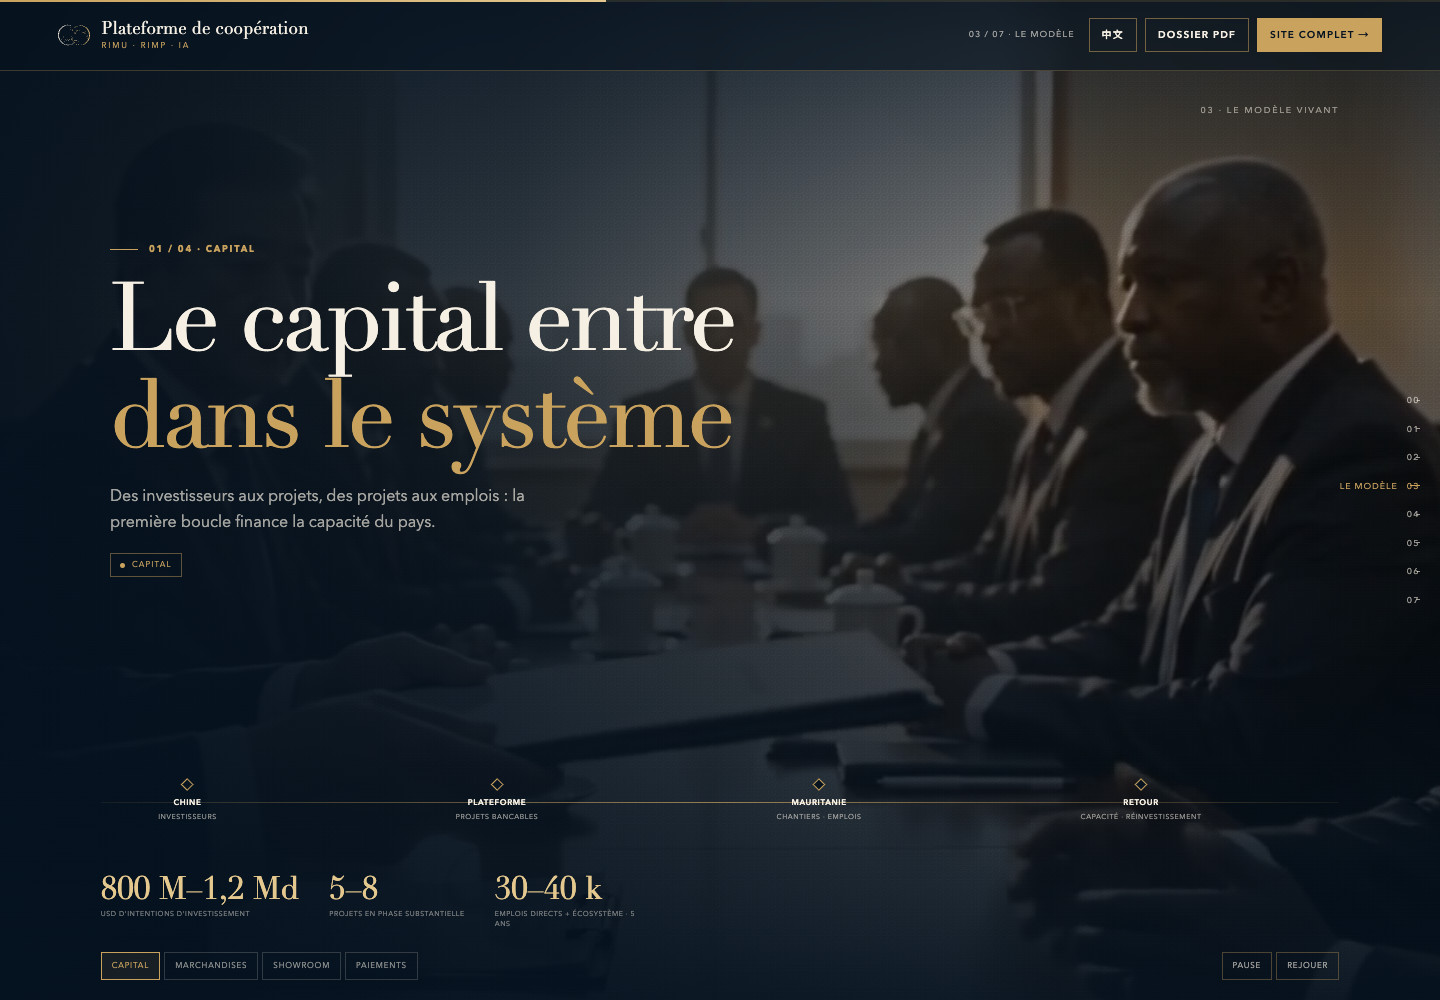 Plateforme de coopération
RIMU · RIMP · IA
03 / 07 · LE MODÈLE
中文
DOSSIER PDF
SITE COMPLET →
03 · LE MODÈLE VIVANT
01 / 04 · CAPITAL
Le capital entre
dans le système
Des investisseurs aux projets, des projets aux emplois : la
première boucle finance la capacité du pays.
CAPITAL
00
01
02
LE MODÈLE 03
04
05
06
07
CHINE
INVESTISSEURS
PLATEFORME
PROJETS BANCABLES
MAURITANIE
CHANTIERS · EMPLOIS
RETOUR
CAPACITÉ · RÉINVESTISSEMENT
800 M–1,2 Md
USD D'INTENTIONS D'INVESTISSEMENT
5–8
PROJETS EN PHASE SUBSTANTIELLE
30–40 k
EMPLOIS DIRECTS + ÉCOSYSTÈME · 5
ANS
CAPITAL
MARCHANDISES
SHOWROOM
PAIEMENTS
PAUSE
REJOUER